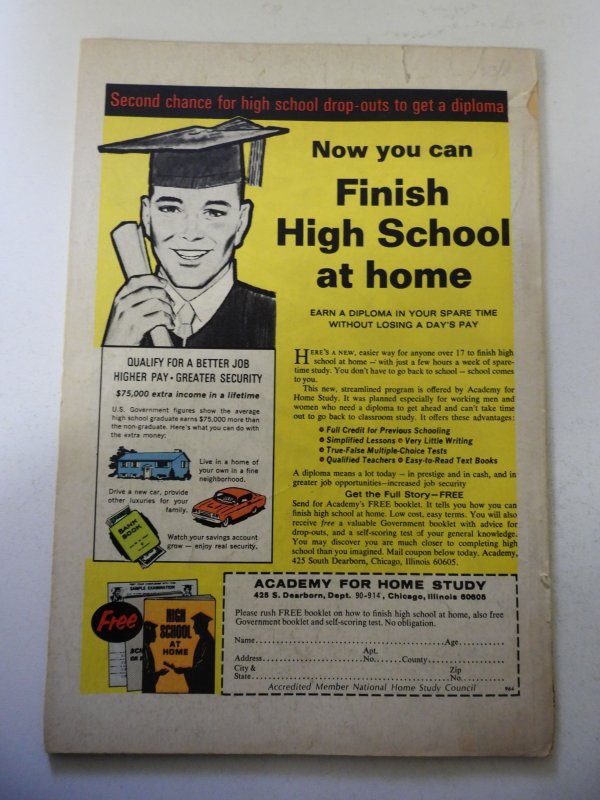 Second chance for high school drop-outs to get a diploma
Now you can
Finish
High School
at home
EARN A DIPLOMA IN YOUR SPARE TIME
WITHOUT LOSING A DAY'S PAY
QUALIFY FOR A BETTER JOB
HIGHER PAY • GREATER SECURITY
$75,000 extra income in a lifetime
U.S. Government figures show the average
high school graduate earns $75,000 more than
the non-graduate. Here's what you can do with
the extra money:
Live in a home of
your own in a fine
neighborhood.
Drive a new car, provide
other luxuries for your
family.
BANK
BOOK
Watch your savings account
grow — enjoy real security.
HERE'S A NEW, easier way for anyone over 17 to finish high
school at home — with just a few hours a week of spare-
time study. You don't have to go back to school — school comes
to you.
This new, streamlined program is offered by Academy for
Home Study. It was planned especially for working men and
women who need a diploma to get ahead and can't take time
out to go back to classroom study. It offers these advantages:
• Full Credit for Previous Schooling
• Simplified Lessons • Very Little Writing
• True-False Multiple-Choice Tests
• Qualified Teachers • Easy-to-Read Text Books
A diploma means a lot today — in prestige and in cash, and in
greater job opportunities—increased job security
Get the Full Story—FREE
Send for Academy's FREE booklet. It tells you how you can
finish high school at home. Low cost, easy terms. You will also
receive free a valuable Government booklet with advice for
drop-outs, and a self-scoring test of your general knowledge.
You may discover you are much closer to completing high
school than you imagined. Mail coupon below today. Academy,
425 South Dearborn, Chicago, Illinois 60605.
SAMPLE EXAMINATION
Free
HIGH
SCHOOL
AT
HOME
ACADEMY FOR HOME STUDY
425 S. Dearborn, Dept. 90-914, Chicago, Illinois 60605
Please rush FREE booklet on how to finish high school at home, also free
Government booklet and self-scoring test. No obligation.
Name Age
Address Apt. No. County
City & State Zip No.
Accredited Member National Home Study Council